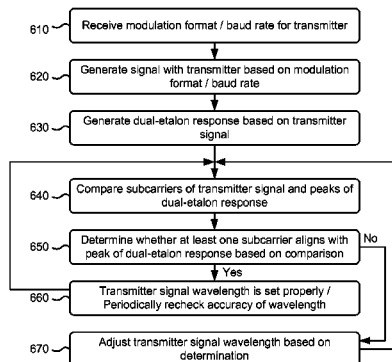 610
Receive modulation format / baud rate for transmitter
620
Generate signal with transmitter based on modulation
format / baud rate
630
Generate dual-etalon response based on transmitter
signal
640
Compare subcarriers of transmitter signal and peaks of
dual-etalon response
650
Determine whether at least one subcarrier aligns with
peak of dual-etalon response based on comparison
No
Yes
660
Transmitter signal wavelength is set properly /
Periodically recheck accuracy of wavelength
670
Adjust transmitter signal wavelength based on
determination